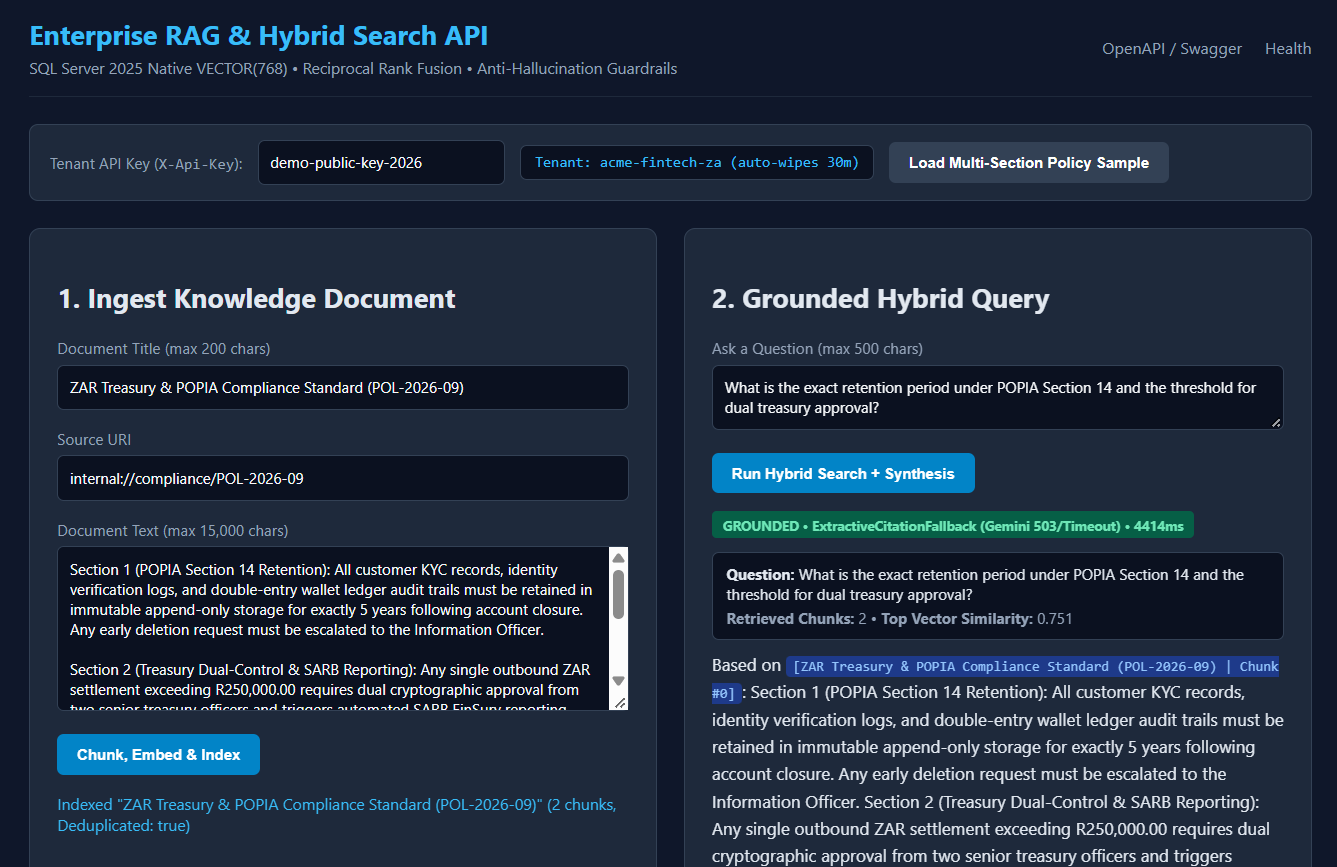 Enterprise RAG & Hybrid Search API
SQL Server 2025 Native VECTOR(768) • Reciprocal Rank Fusion • Anti-Hallucination Guardrails
OpenAPI / Swagger
Health
Tenant API Key (X-Api-Key):
demo-public-key-2026
Tenant: acme-fintech-za (auto-wipes 30m)
Load Multi-Section Policy Sample
1. Ingest Knowledge Document
Document Title (max 200 chars)
ZAR Treasury & POPIA Compliance Standard (POL-2026-09)
Source URI
internal://compliance/POL-2026-09
Document Text (max 15,000 chars)
Section 1 (POPIA Section 14 Retention): All customer KYC records, identity
verification logs, and double-entry wallet ledger audit trails must be retained in
immutable append-only storage for exactly 5 years following account closure.
Any early deletion request must be escalated to the Information Officer.
Section 2 (Treasury Dual-Control & SARB Reporting): Any single outbound ZAR
settlement exceeding R250,000.00 requires dual cryptographic approval from
two senior treasury officers and triggers automated SARB FinSurv reporting
Chunk, Embed & Index
Indexed "ZAR Treasury & POPIA Compliance Standard (POL-2026-09)" (2 chunks,
Deduplicated: true)
2. Grounded Hybrid Query
Ask a Question (max 500 chars)
What is the exact retention period under POPIA Section 14 and the threshold for
dual treasury approval?
Run Hybrid Search + Synthesis
GROUNDED • ExtractiveCitationFallback (Gemini 503/Timeout) • 4414ms
Question: What is the exact retention period under POPIA Section 14 and the
threshold for dual treasury approval?
Retrieved Chunks: 2 • Top Vector Similarity: 0.751
Based on [ZAR Treasury & POPIA Compliance Standard (POL-2026-09) | Chunk
#0] : Section 1 (POPIA Section 14 Retention): All customer KYC records,
identity verification logs, and double-entry wallet ledger audit trails must be
retained in immutable append-only storage for exactly 5 years following
account closure. Any early deletion request must be escalated to the
Information Officer. Section 2 (Treasury Dual-Control & SARB Reporting):
Any single outbound ZAR settlement exceeding R250,000.00 requires dual
cryptographic approval from two senior treasury officers and triggers